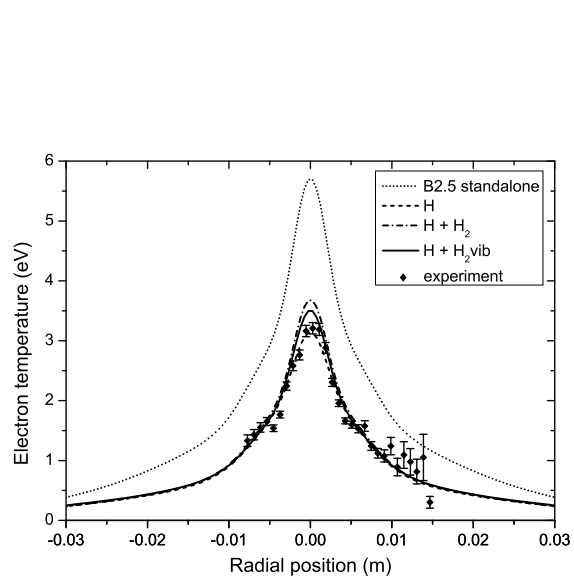 6
5
4
3
2
1
0
-0.03
-0.02
-0.01
0.00
0.01
0.02
0.03
Electron temperature (eV)
Radial position (m)
B2.5 standalone
H
H + H2
H + H2vib
experiment